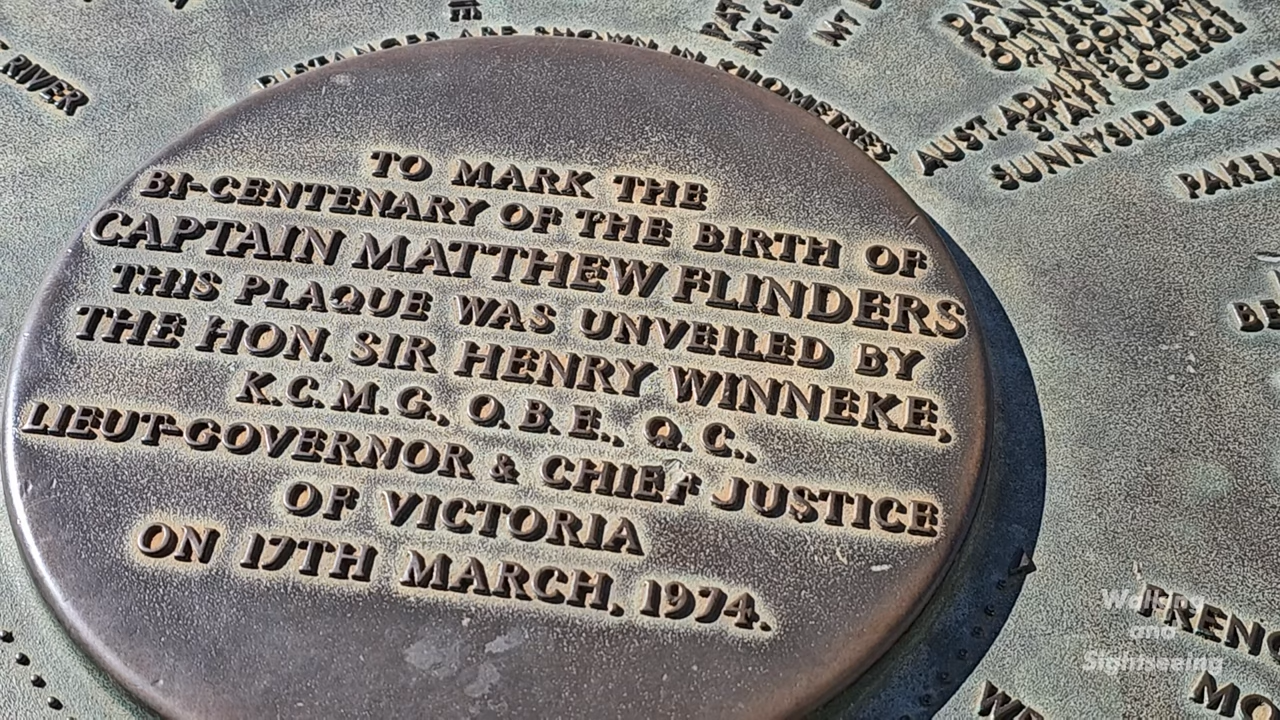 RIVER
DISTANCES ARE SHOWN IN KILOMETRES
AUST. ADMIN. STAFF COLLEGE
SUNNYSIDE BEACH
TO MARK THE
BI-CENTENARY OF THE BIRTH OF
CAPTAIN MATTHEW FLINDERS
THIS PLAQUE WAS UNVEILED BY
THE HON. SIR HENRY WINNEKE,
K.C.M.G., O.B.E., Q.C.,
LIEUT-GOVERNOR & CHIEF JUSTICE
OF VICTORIA
ON 17TH MARCH, 1974.
Walking
and
Sightseeing